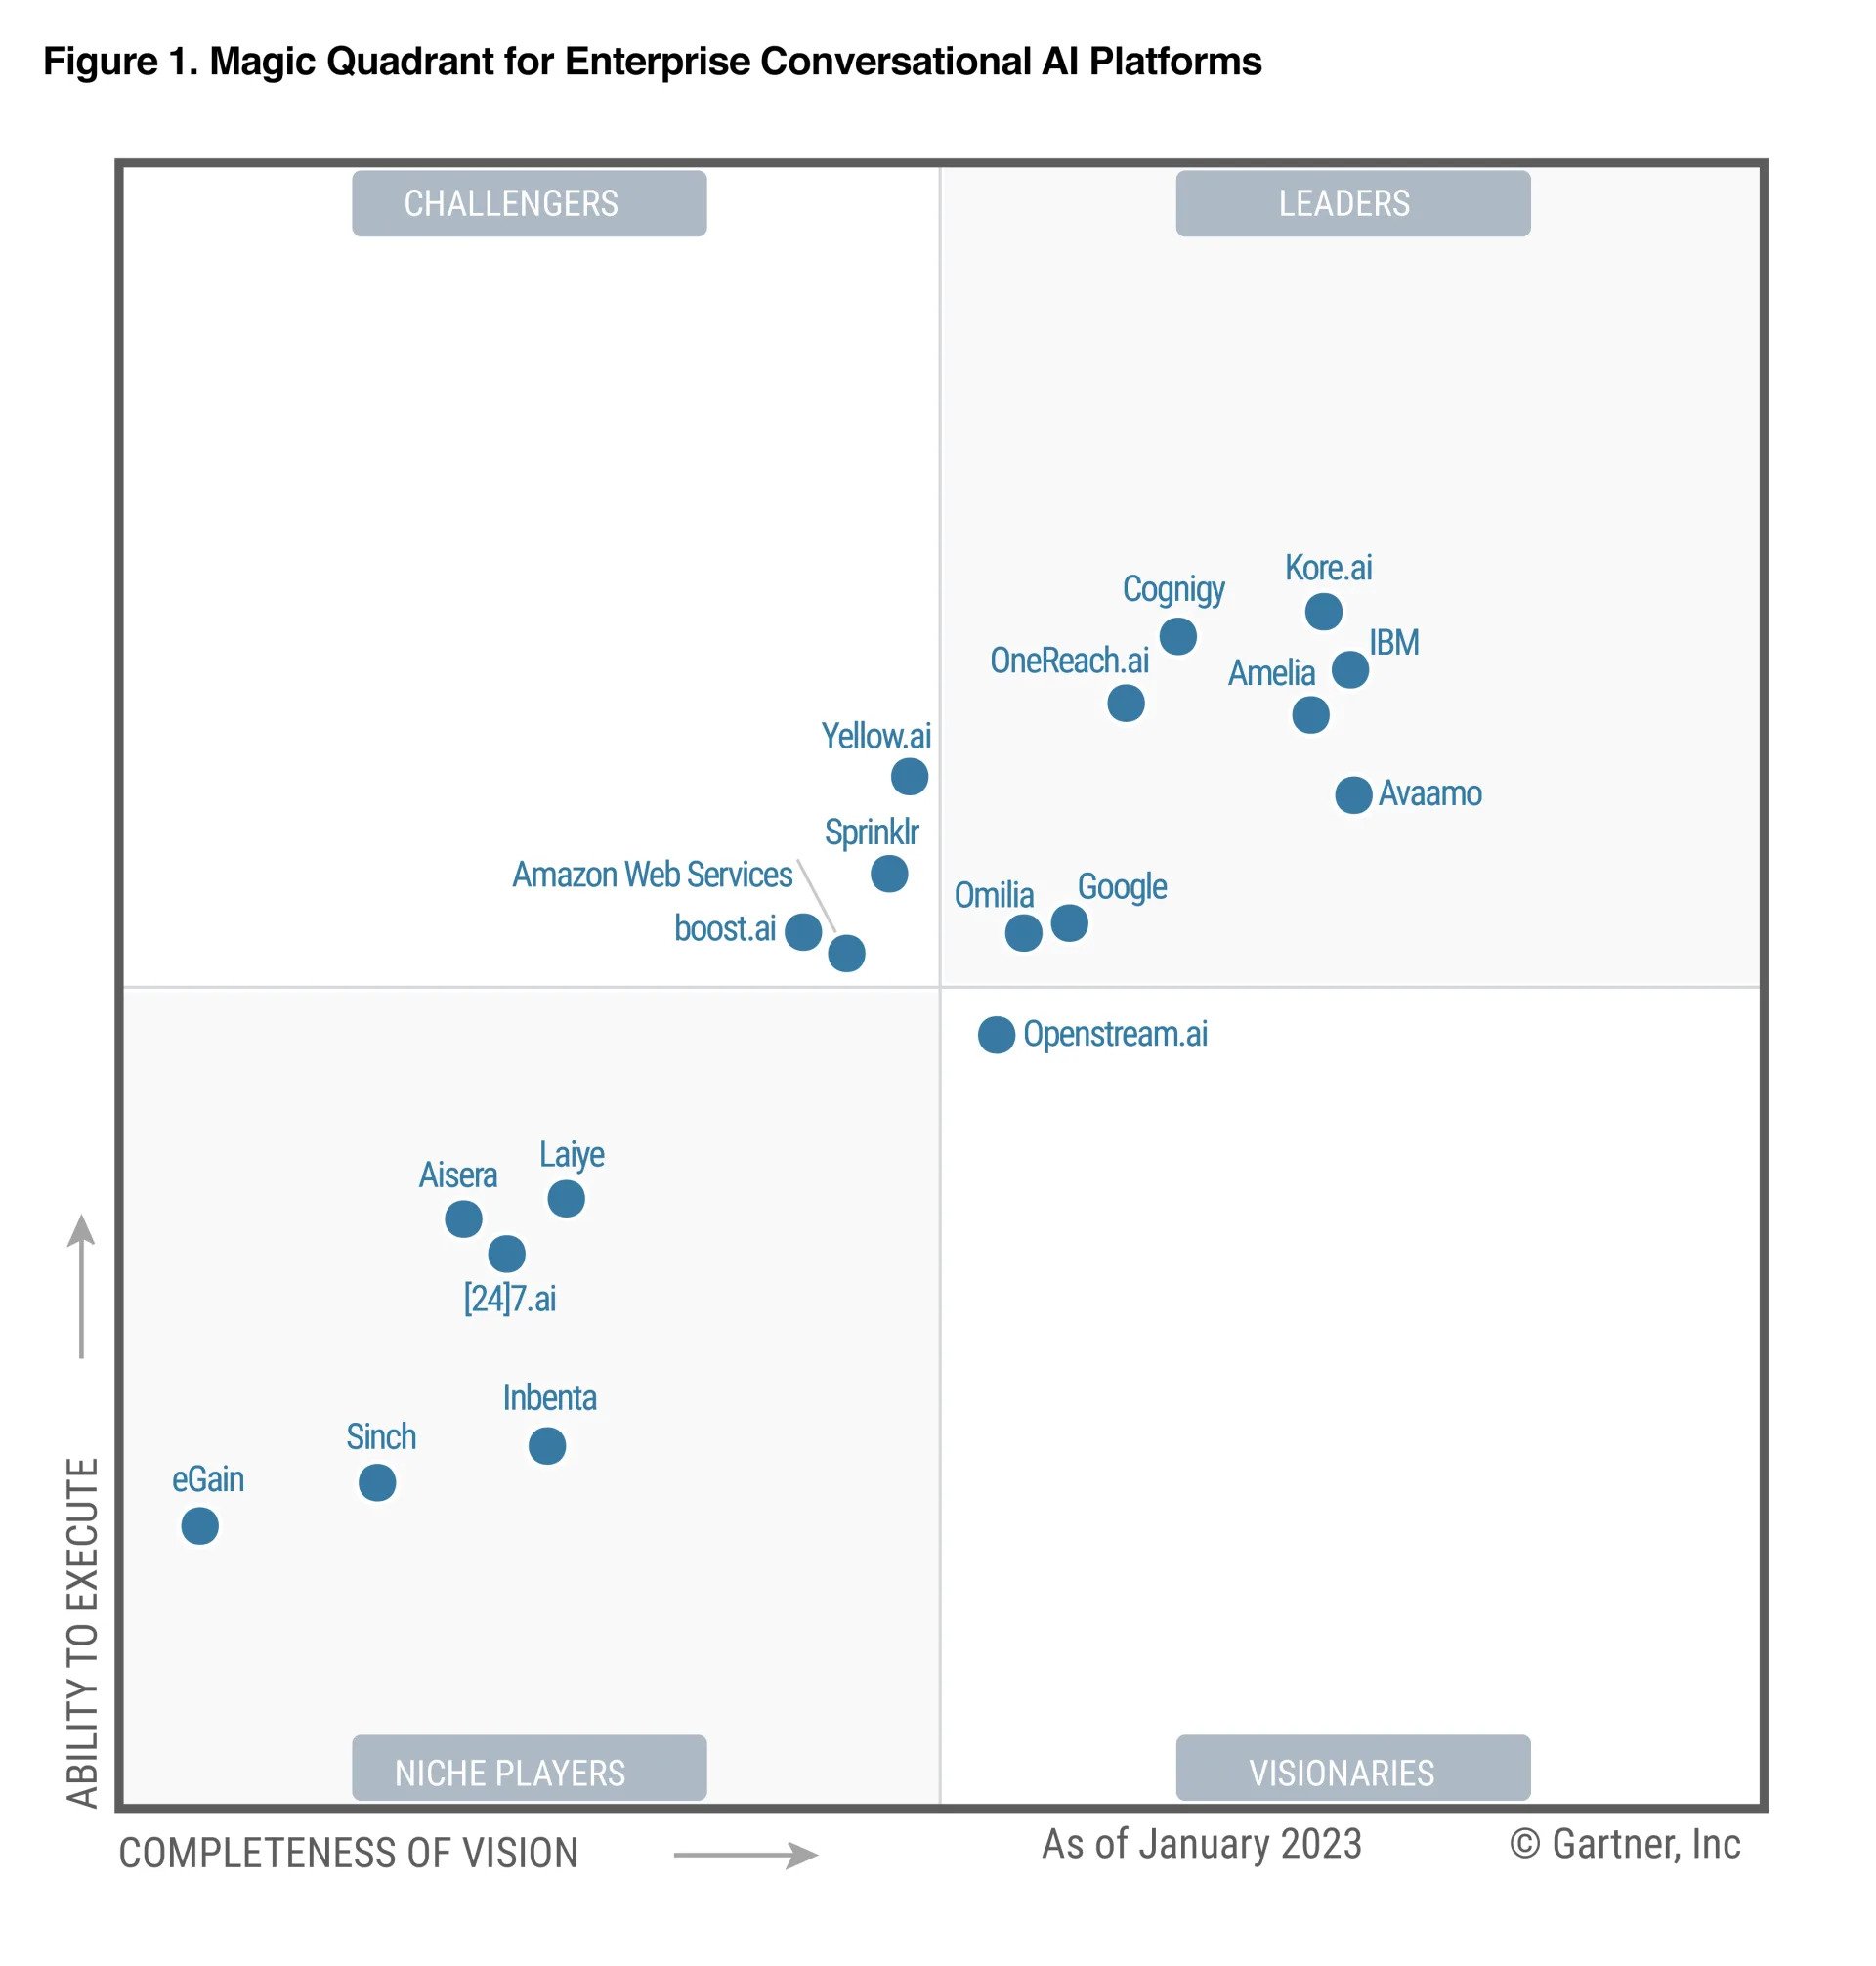 Figure 1. Magic Quadrant for Enterprise Conversational AI Platforms
CHALLENGERS
LEADERS
Kore.ai
Cognigy
IBM
OneReach.ai
Amelia
Yellow.ai
Avaamo
Sprinklr
Amazon Web Services
Google
Omilia
boost.ai
Openstream.ai
Laiye
Aisera
[24]7.ai
Inbenta
Sinch
eGain
ABILITY TO EXECUTE
NICHE PLAYERS
VISIONARIES
COMPLETENESS OF VISION
As of January 2023
© Gartner, Inc